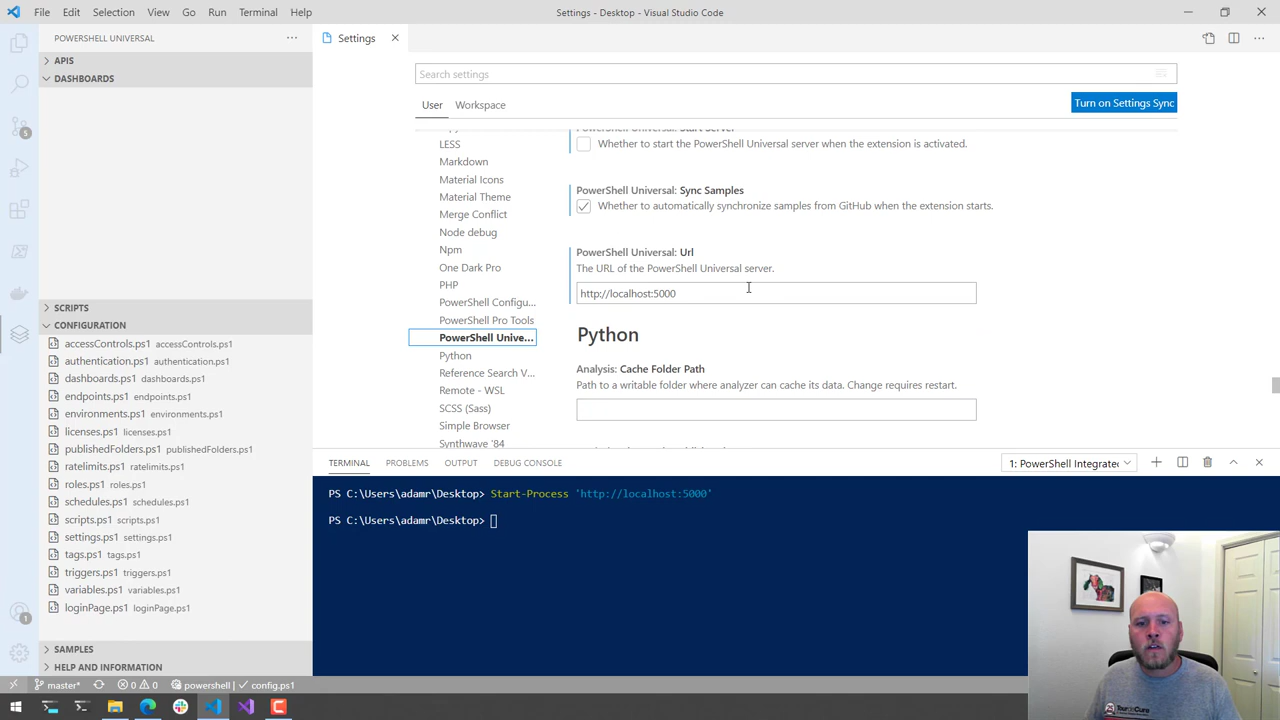 File Edit Selection View Go Run Terminal Help
Settings - Desktop - Visual Studio Code
POWERSHELL UNIVERSAL
APIS
DASHBOARDS
SCRIPTS
CONFIGURATION
accessControls.ps1 accessControls.ps1
authentication.ps1 authentication.ps1
dashboards.ps1 dashboards.ps1
endpoints.ps1 endpoints.ps1
environments.ps1 environments.ps1
licenses.ps1 licenses.ps1
publishedFolders.ps1 publishedFolders.ps1
ratelimits.ps1 ratelimits.ps1
roles.ps1 roles.ps1
schedules.ps1 schedules.ps1
scripts.ps1 scripts.ps1
settings.ps1 settings.ps1
tags.ps1 tags.ps1
triggers.ps1 triggers.ps1
variables.ps1 variables.ps1
loginPage.ps1 loginPage.ps1
SAMPLES
HELP AND INFORMATION
Settings
Search settings
User Workspace
Turn on Settings Sync
LESS
Markdown
Material Icons
Material Theme
Merge Conflict
Node debug
Npm
One Dark Pro
PHP
PowerShell Configu...
PowerShell Pro Tools
PowerShell Unive...
Python
Reference Search V...
Remote - WSL
SCSS (Sass)
Simple Browser
Synthwave '84
PowerShell Universal: Start Server
Whether to start the PowerShell Universal server when the extension is activated.
PowerShell Universal: Sync Samples
Whether to automatically synchronize samples from GitHub when the extension starts.
PowerShell Universal: Url
The URL of the PowerShell Universal server.
http://localhost:5000
Python
Analysis: Cache Folder Path
Path to a writable folder where analyzer can cache its data. Change requires restart.
TERMINAL PROBLEMS OUTPUT DEBUG CONSOLE
1: PowerShell Integrated
PS C:\Users\adamr\Desktop> Start-Process 'http://localhost:5000'
PS C:\Users\adamr\Desktop>
5
1
master* 0 0 powershell | config.ps1